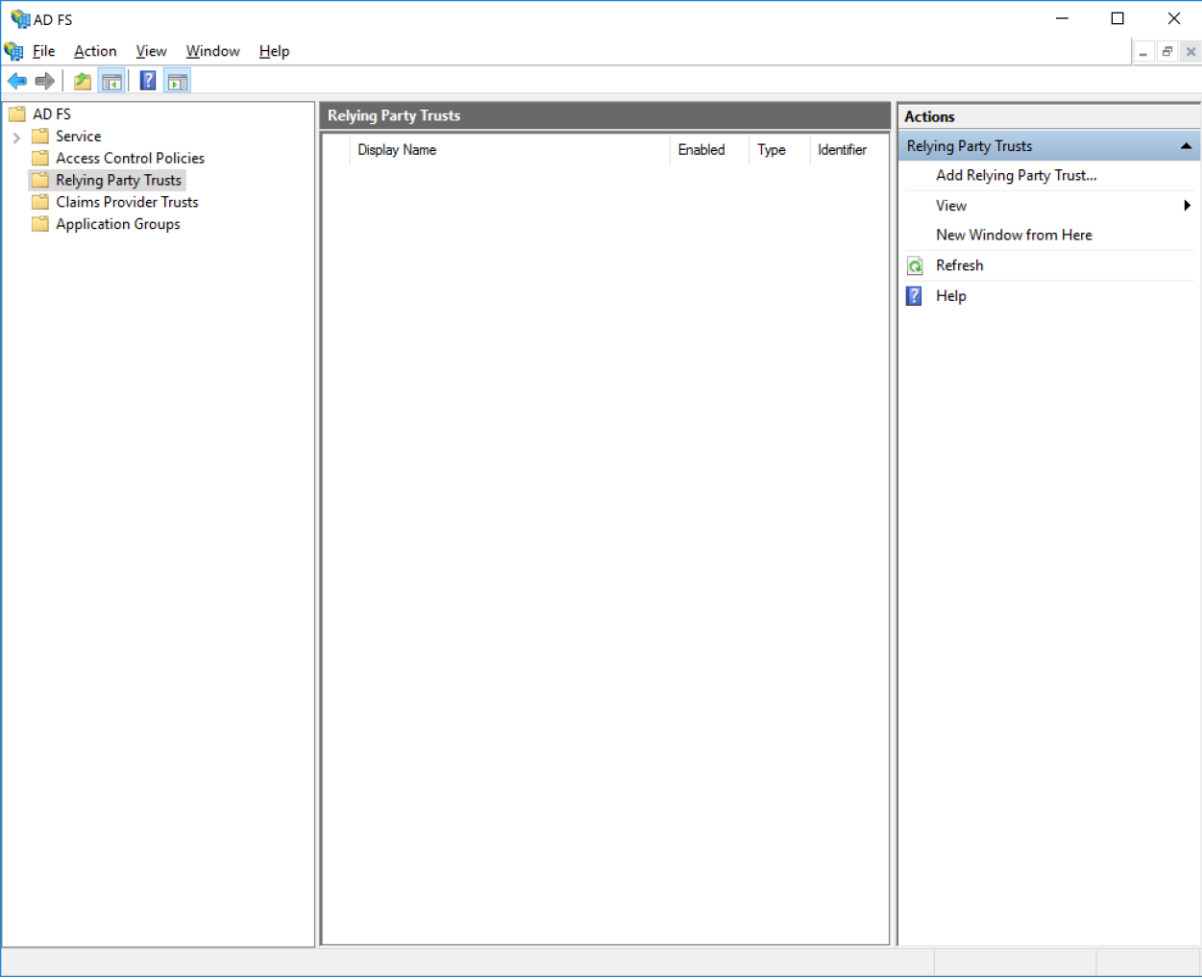 AD FS
File Action View Window Help
AD FS
Service
Access Control Policies
Relying Party Trusts
Claims Provider Trusts
Application Groups
Relying Party Trusts
Display Name Enabled Type Identifier
Actions
Relying Party Trusts
Add Relying Party Trust...
View
New Window from Here
Refresh
Help